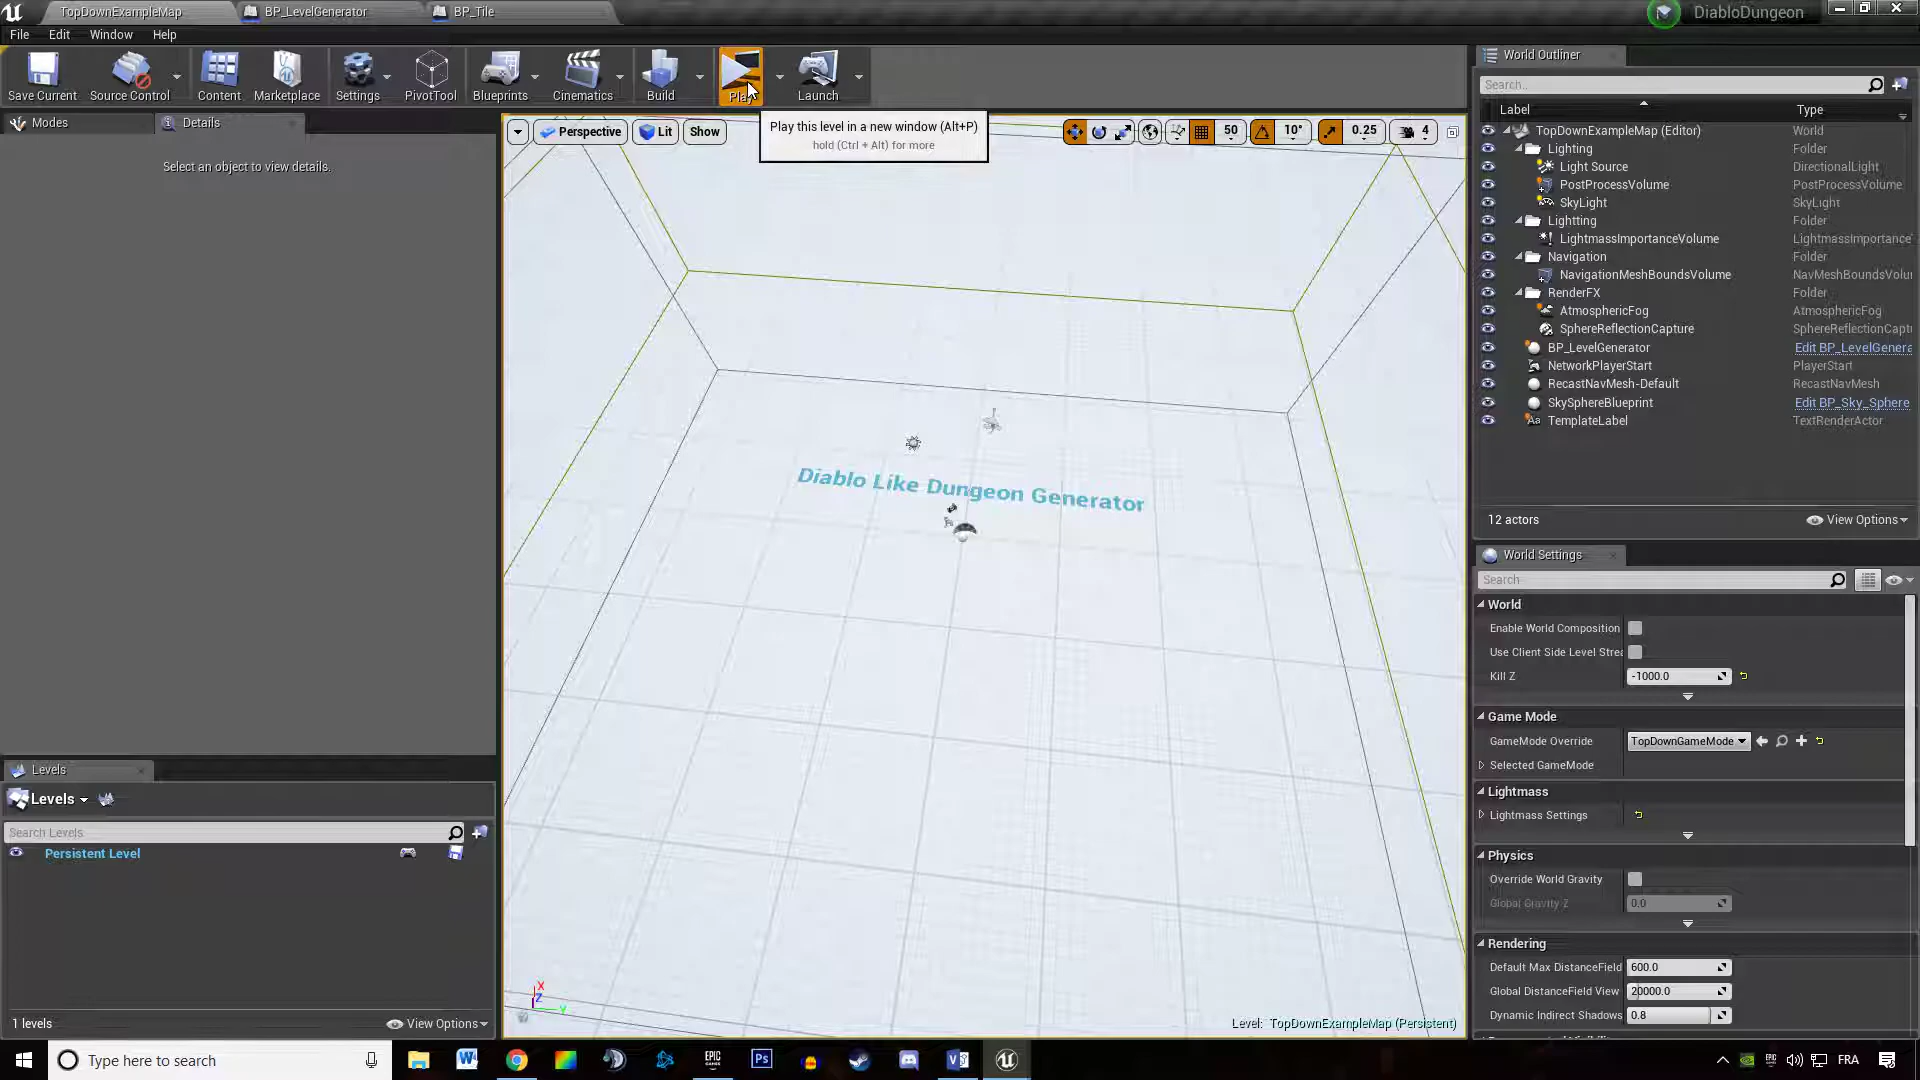 TopDownExampleMap
BP_LevelGenerator
BP_Tile
DiabloDungeon
File Edit Window Help
Save Current
Source Control
Content
Marketplace
Settings
PivotTool
Blueprints
Cinematics
Build
Play
Launch
Play this level in a new window (Alt+P)
hold (Ctrl + Alt) for more
Modes
Details
Select an object to view details.
Perspective
Lit
Show
50
10°
0.25
4
Diablo Like Dungeon Generator
X
Z
Y
Level: TopDownExampleMap (Persistent)
Levels
Levels
Search Levels
Persistent Level
1 levels
View Options
World Outliner
Search...
Label Type
TopDownExampleMap (Editor) World
Lighting Folder
Light Source DirectionalLight
PostProcessVolume PostProcessVolume
SkyLight SkyLight
Lightting Folder
LightmassImportanceVolume LightmassImportance
Navigation Folder
NavigationMeshBoundsVolume NavMeshBoundsVolu
RenderFX Folder
AtmosphericFog AtmosphericFog
SphereReflectionCapture SphereReflectionCapt
BP_LevelGenerator Edit BP_LevelGenera
NetworkPlayerStart PlayerStart
RecastNavMesh-Default RecastNavMesh
SkySphereBlueprint Edit BP_Sky_Sphere
TemplateLabel TextRenderActor
12 actors
View Options
World Settings
Search
World
Enable World Composition
Use Client Side Level Strea
Kill Z -1000.0
Game Mode
GameMode Override TopDownGameMode
Selected GameMode
Lightmass
Lightmass Settings
Physics
Override World Gravity
Global Gravity Z 0.0
Rendering
Default Max DistanceField 600.0
Global DistanceField View 20000.0
Dynamic Indirect Shadows 0.8
Type here to search
EPIC GAMES
Ps
FRA